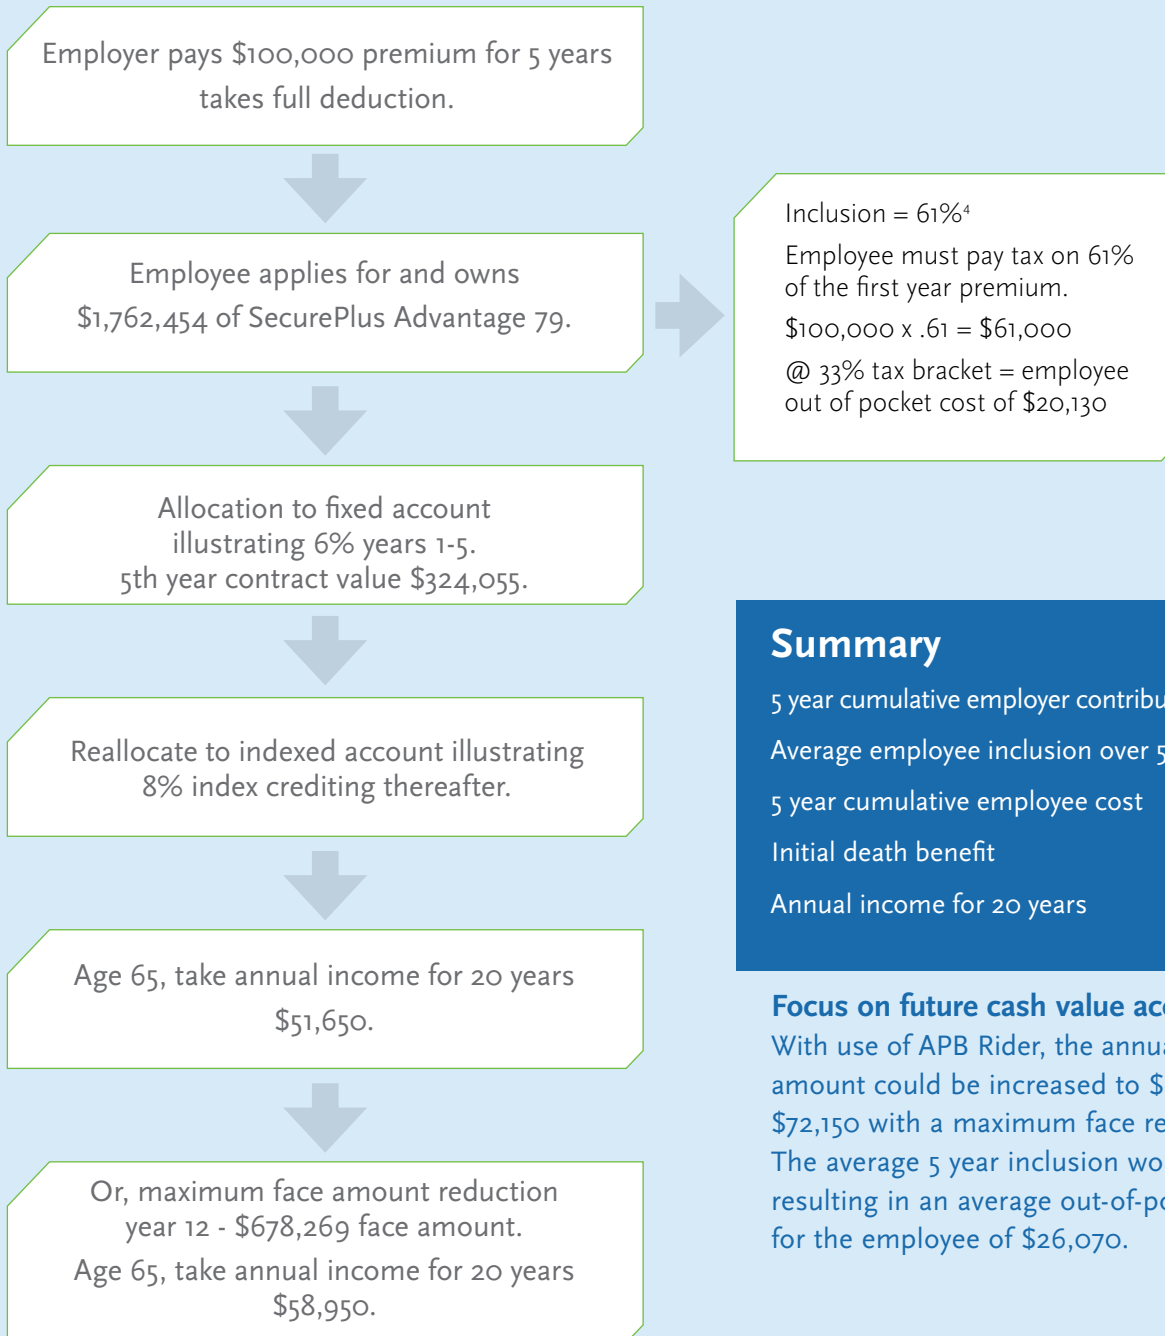 Employer pays $100,000 premium for 5 years
takes full deduction.
Employee applies for and owns
$1,762,454 of SecurePlus Advantage 79.
Inclusion = 61%⁴
Employee must pay tax on 61%
of the first year premium.
$100,000 x .61 = $61,000
@ 33% tax bracket = employee
out of pocket cost of $20,130
Allocation to fixed account
illustrating 6% years 1-5.
5th year contract value $324,055.
Reallocate to indexed account illustrating
8% index crediting thereafter.
Age 65, take annual income for 20 years
$51,650.
Or, maximum face amount reduction
year 12 - $678,269 face amount.
Age 65, take annual income for 20 years
$58,950.
Summary
5 year cumulative employer
Average employee inclusion over 5
5 year cumulative employee cost
Initial death benefit
Annual income for 20 years
Focus on future cash value
With use of APB Rider, the
amount could be increased to $
$72,150 with a maximum face
The average 5 year inclusion
resulting in an average
for the employee of $26,070.